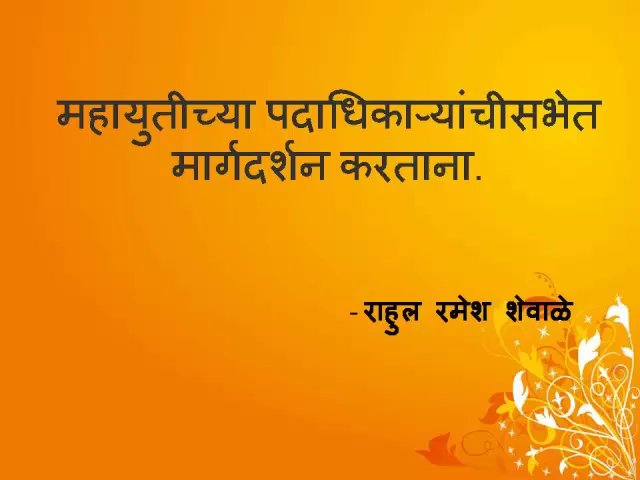 महायुतीच्या पदाधिकाऱ्यांचीसभेत
मार्गदर्शन करताना.
- राहुल रमेश शेवाळे